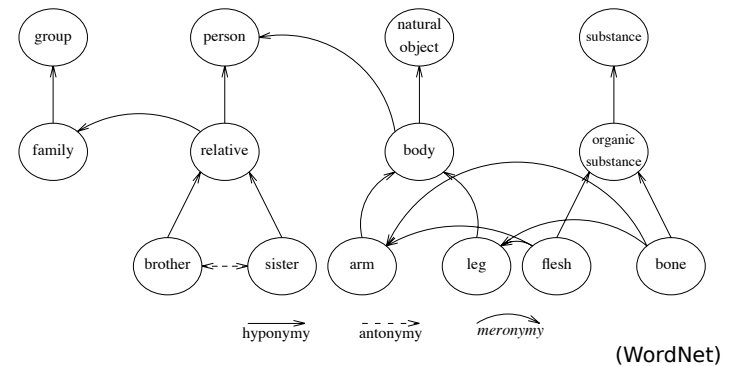 group
person
natural
object
substance
family
relative
body
organic
substance
brother
sister
arm
leg
flesh
bone
hyponymy
antonymy
meronymy
(WordNet)